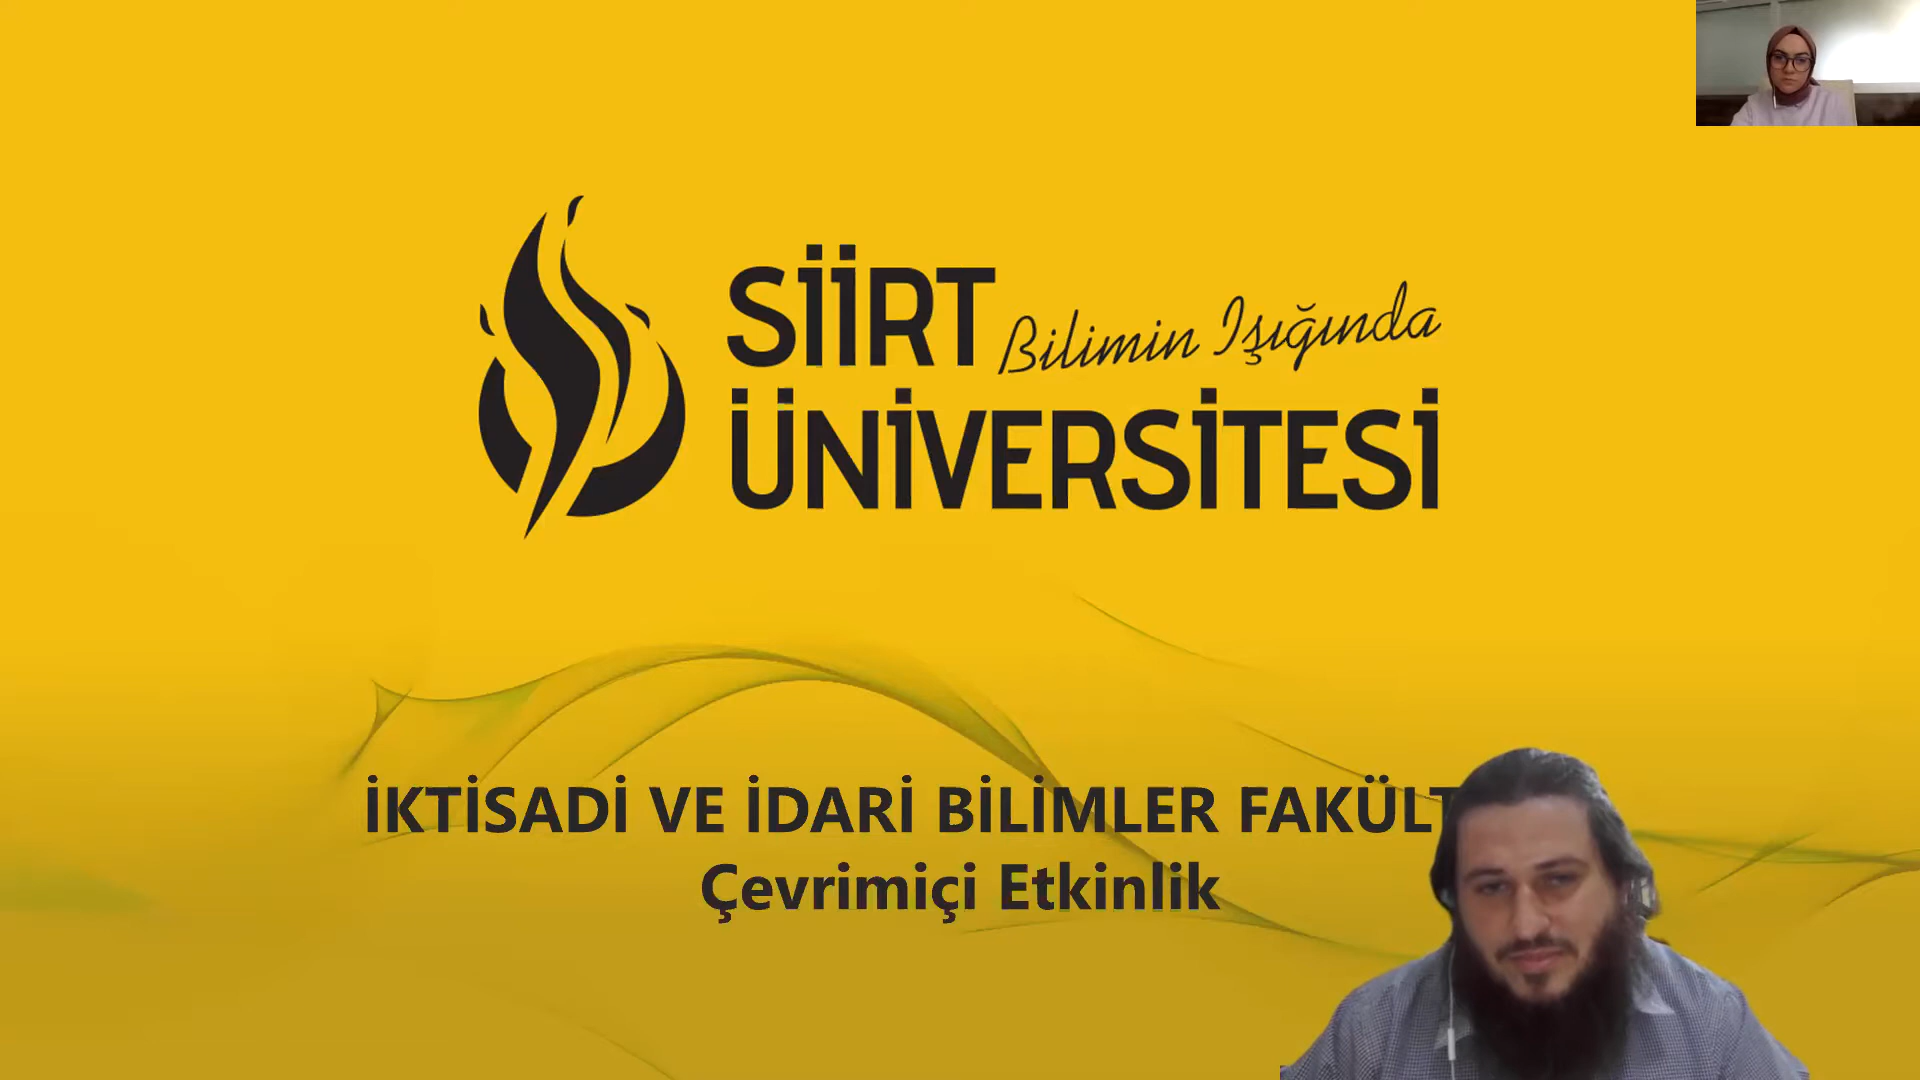 SİİRT Bilimin Işığında
ÜNİVERSİTESİ
İKTİSADİ VE İDARİ BİLİMLER FAKÜLT
Çevrimiçi Etkinlik